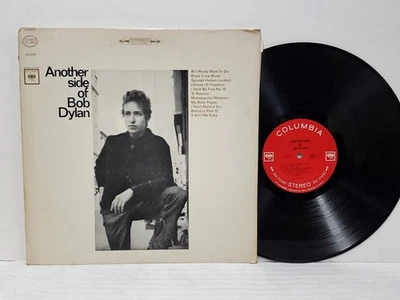 STEREO
Another
side
of
Bob
Dylan
All I Really Want To Do
Black Crow Blues
Spanish Harlem Incident
Chimes Of Freedom
I Shall Be Free No. 10
To Ramona
Motorpsycho Nitemare
My Back Pages
I Don't Believe You
Ballad in Plain D
It Ain't Me Babe
COLUMBIA
STEREO